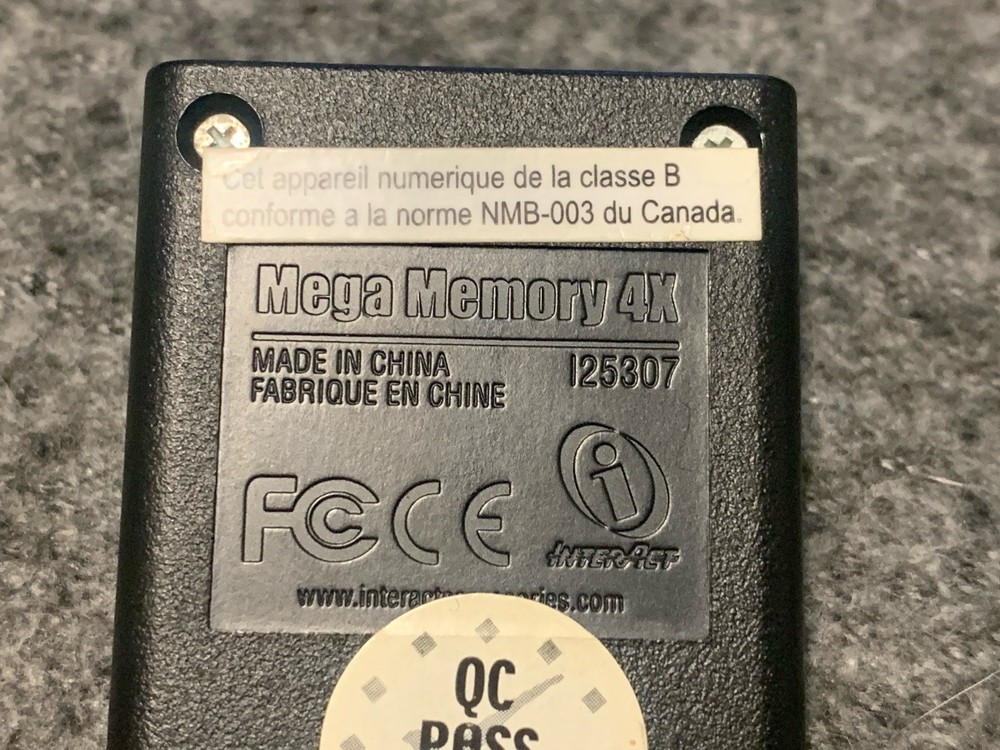 Cet appareil numerique de la classe B
conforme a la norme NMB-003 du Canada.
Mega Memory 4X
MADE IN CHINA
I25307
FABRIQUE EN CHINE
FCC CE
INTERACT
QC
PASS